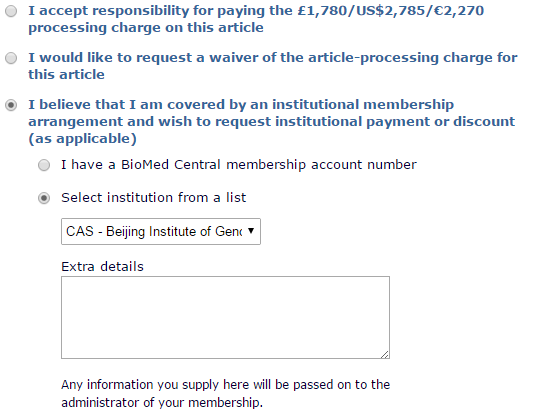 I accept responsibility for paying the £1,780/US$2,785/€2,270
processing charge on this article
I would like to request a waiver of the article-processing charge for
this article
I believe that I am covered by an institutional membership
arrangement and wish to request institutional payment or discount
(as applicable)
I have a BioMed Central membership account number
Select institution from a list
CAS - Beijing Institute of Genc
Extra details
Any information you supply here will be passed on to the
administrator of your membership.